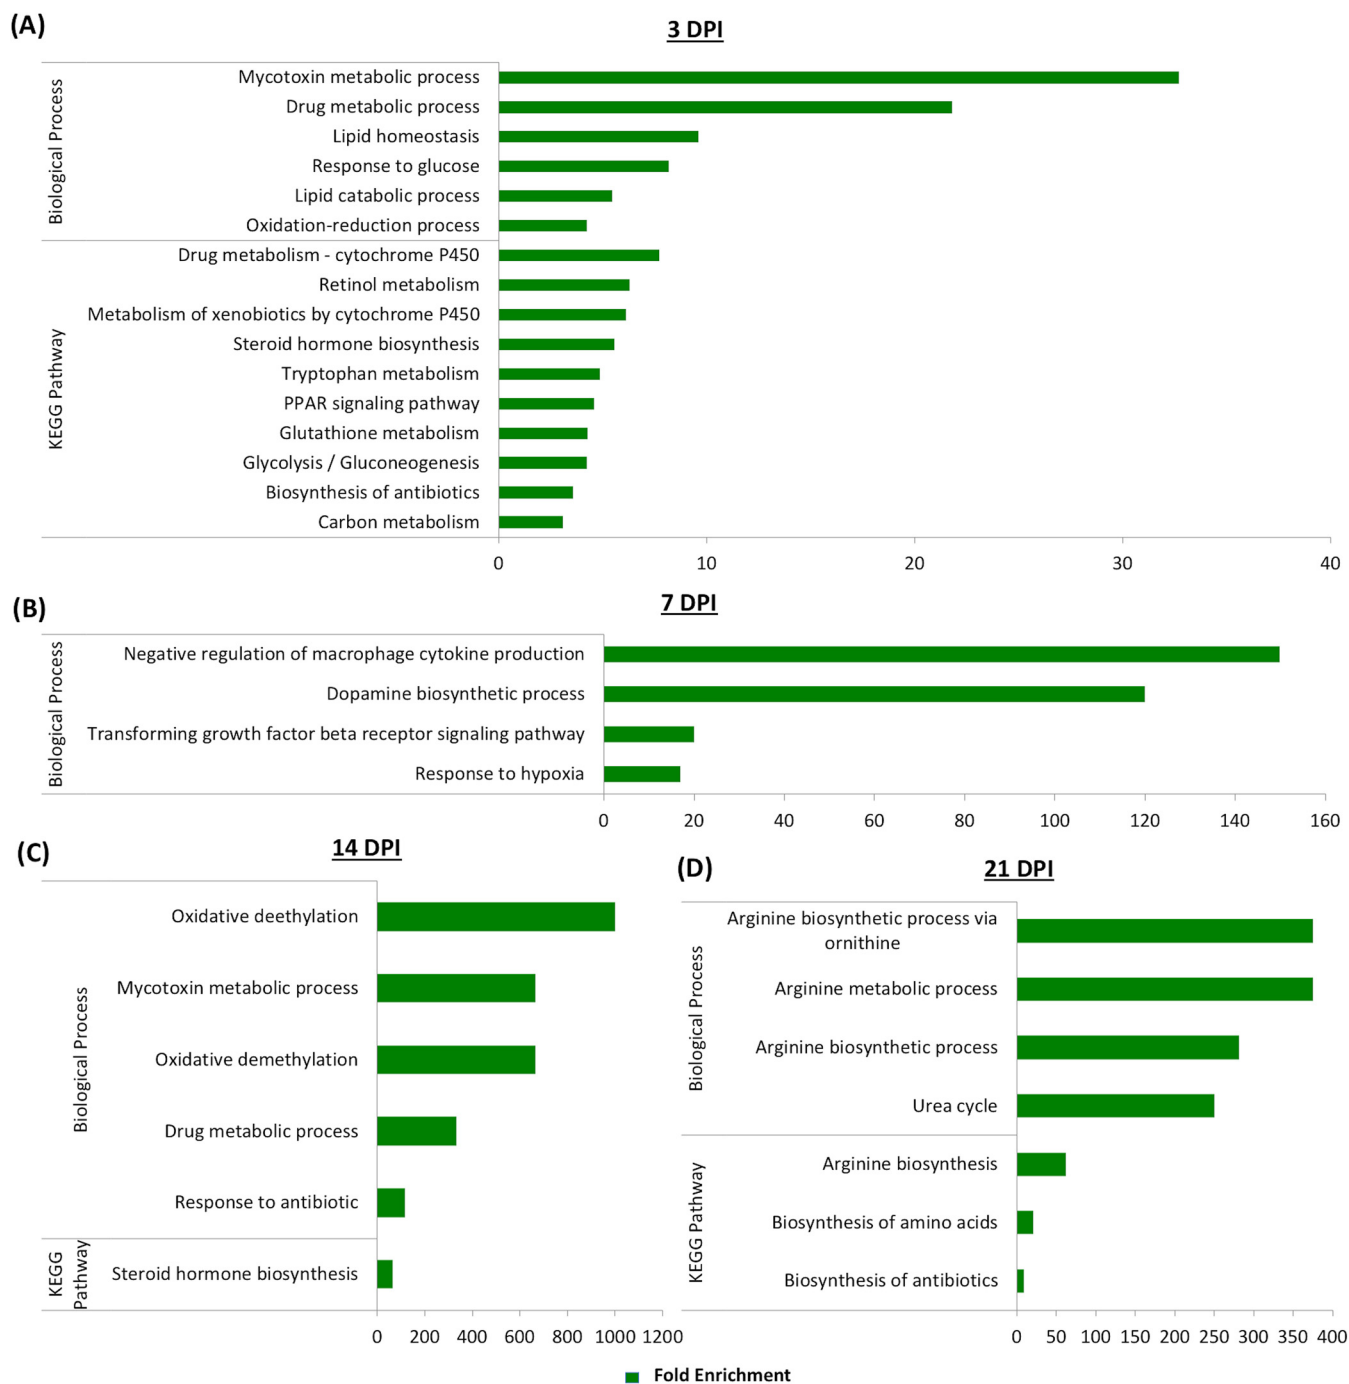 (A)
3 DPI
Biological Process
Mycotoxin metabolic process
Drug metabolic process
Lipid homeostasis
Response to glucose
Lipid catabolic process
Oxidation-reduction process
KEGG Pathway
Drug metabolism - cytochrome P450
Retinol metabolism
Metabolism of xenobiotics by cytochrome P450
Steroid hormone biosynthesis
Tryptophan metabolism
PPAR signaling pathway
Glutathione metabolism
Glycolysis / Gluconeogenesis
Biosynthesis of antibiotics
Carbon metabolism
0 10 20 30 40
(B)
7 DPI
Biological Process
Negative regulation of macrophage cytokine production
Dopamine biosynthetic process
Transforming growth factor beta receptor signaling pathway
Response to hypoxia
0 20 40 60 80 100 120 140 160
(C)
14 DPI
Biological Process
Oxidative deethylation
Mycotoxin metabolic process
Oxidative demethylation
Drug metabolic process
Response to antibiotic
KEGG
Pathway
Steroid hormone biosynthesis
0 200 400 600 800 1000 1200
(D)
21 DPI
Biological Process
Arginine biosynthetic process via
ornithine
Arginine metabolic process
Arginine biosynthetic process
Urea cycle
KEGG Pathway
Arginine biosynthesis
Biosynthesis of amino acids
Biosynthesis of antibiotics
0 50 100 150 200 250 300 350 400
Fold Enrichment